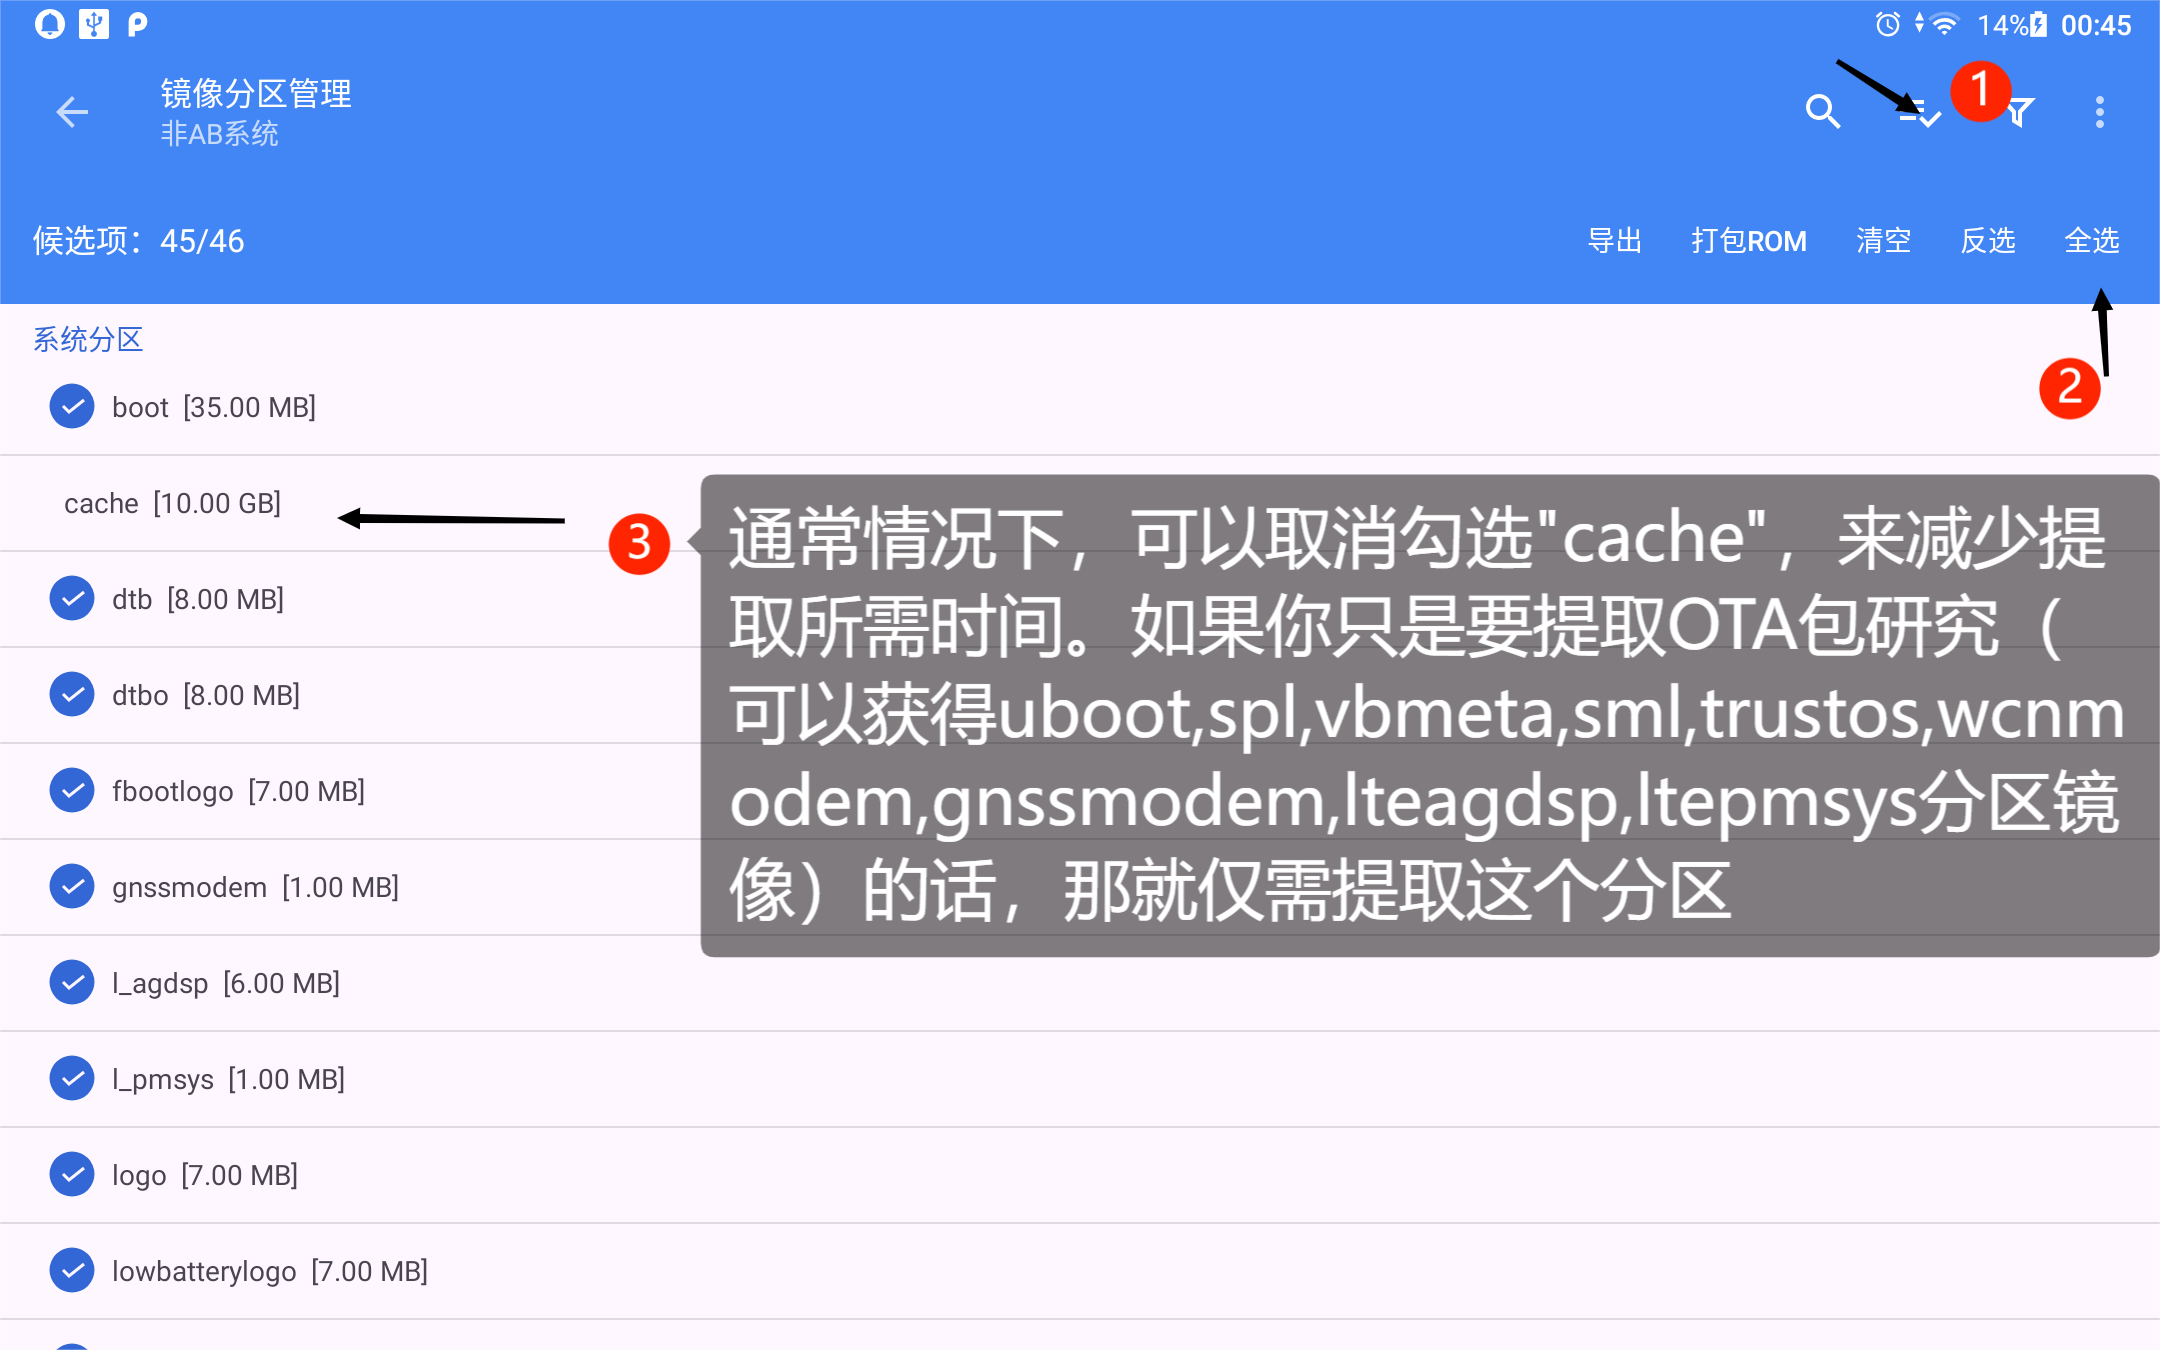 14% 00:45
镜像分区管理
非AB系统
1
候选项：45/46 导出 打包ROM 清空 反选 全选
系统分区
2
boot [35.00 MB]
cache [10.00 GB]
3
通常情况下，可以取消勾选"cache"，来减少提
取所需时间。如果你只是要提取OTA包研究（
可以获得uboot,spl,vbmeta,sml,trustos,wcnm
odem,gnssmodem,lteagdsp,ltepmsys分区镜
像）的话，那就仅需提取这个分区
dtb [8.00 MB]
dtbo [8.00 MB]
fbootlogo [7.00 MB]
gnssmodem [1.00 MB]
l_agdsp [6.00 MB]
l_pmsys [1.00 MB]
logo [7.00 MB]
lowbatterylogo [7.00 MB]